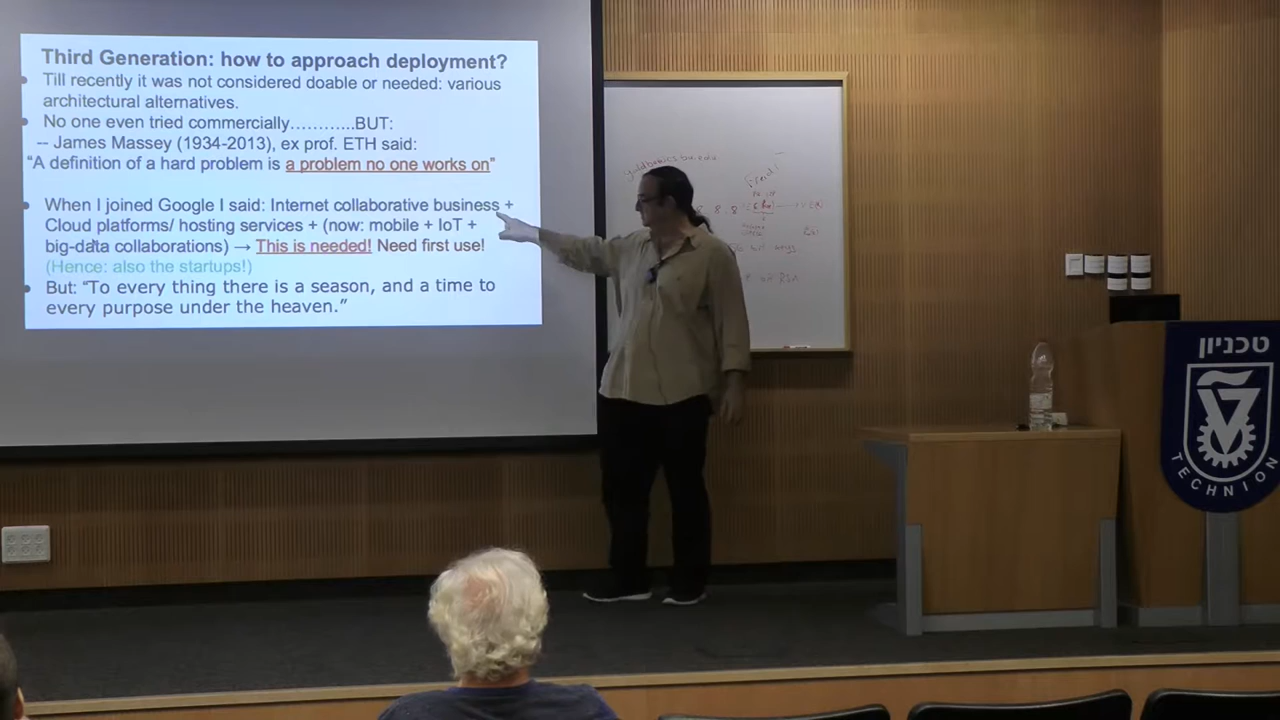 Third Generation: how to approach deployment?
Till recently it was not considered doable or needed: various
architectural alternatives.
No one even tried commercially…………BUT:
-- James Massey (1934-2013), ex prof. ETH said:
“A definition of a hard problem is a problem no one works on”
When I joined Google I said: Internet collaborative business +
Cloud platforms/ hosting services + (now: mobile + IoT +
big-data collaborations) → This is needed! Need first use!
(Hence: also the startups!)
But: “To every thing there is a season, and a time to
every purpose under the heaven.”
8 . 8
RSA
טכניון
TECHNION